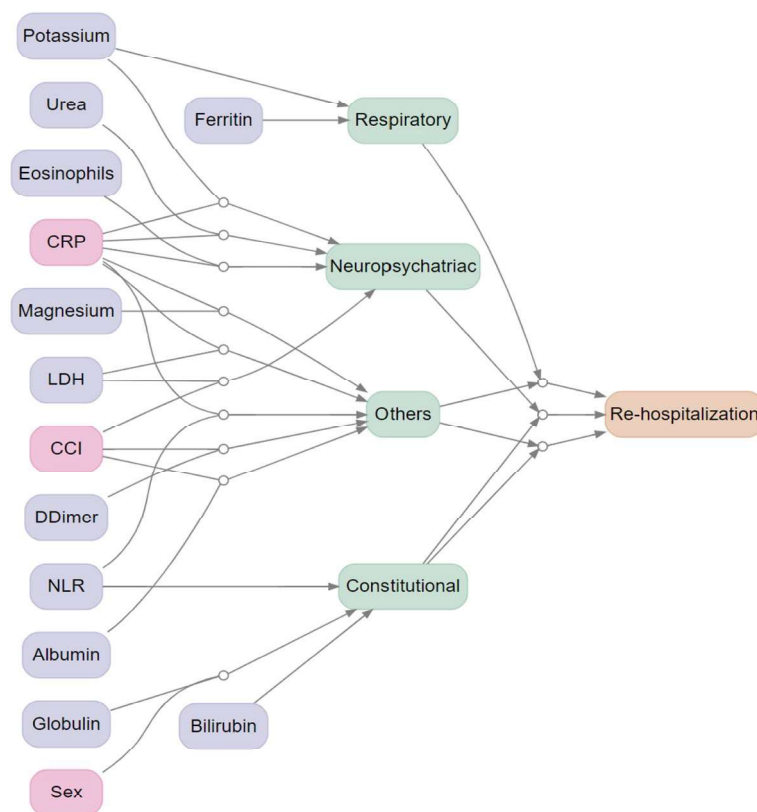 Potassium
Urea
Ferritin
Respiratory
Eosinophils
CRP
Neuropsychatriac
Magnesium
LDH
Others
Re-hospitalization
CCI
DDimer
NLR
Constitutional
Albumin
Globulin
Bilirubin
Sex